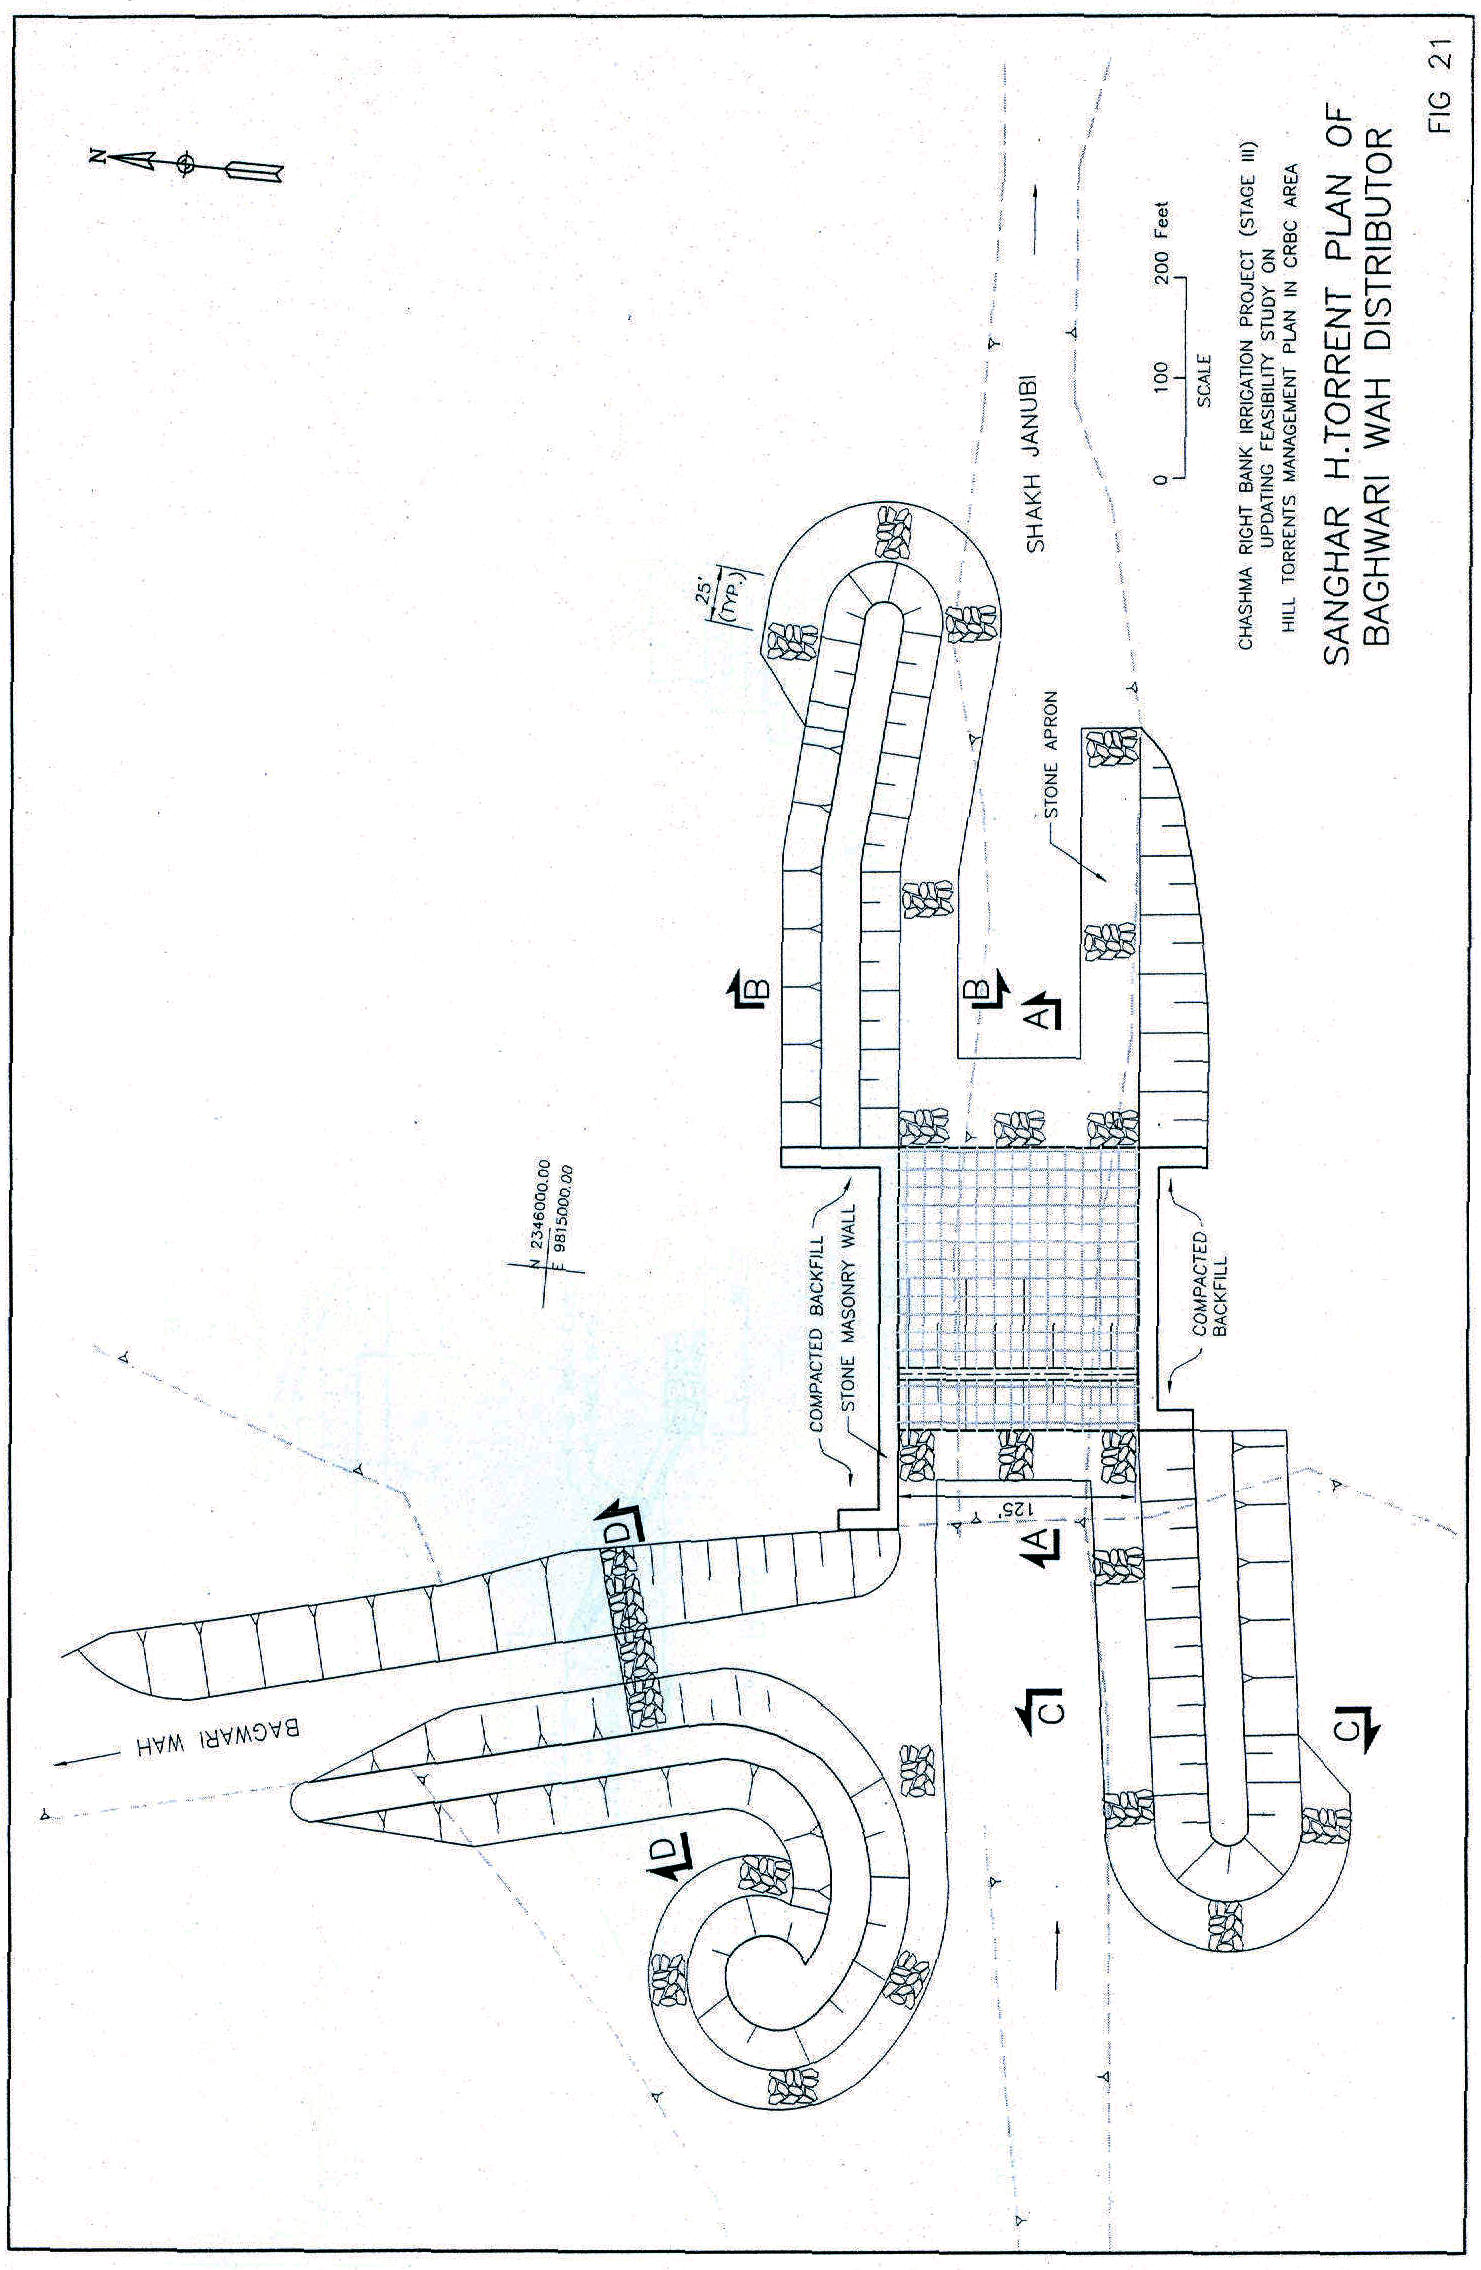 N
N 2346000.00
E 9815000.00
BAGWARI WAH
D
D
COMPACTED BACKFILL
STONE MASONRY WALL
B
B
25'
(TYP.)
125'
A
A
C
C
STONE APRON
SHAKH JANUBI
COMPACTED
BACKFILL
0 100 200 Feet
SCALE
CHASHMA RIGHT BANK IRRIGATION PROJECT (STAGE III)
UPDATING FEASIBILITY STUDY ON
HILL TORRENTS MANAGEMENT PLAN IN CRBC AREA
SANGHAR H.TORRENT PLAN OF
BAGHWARI WAH DISTRIBUTOR
FIG 21